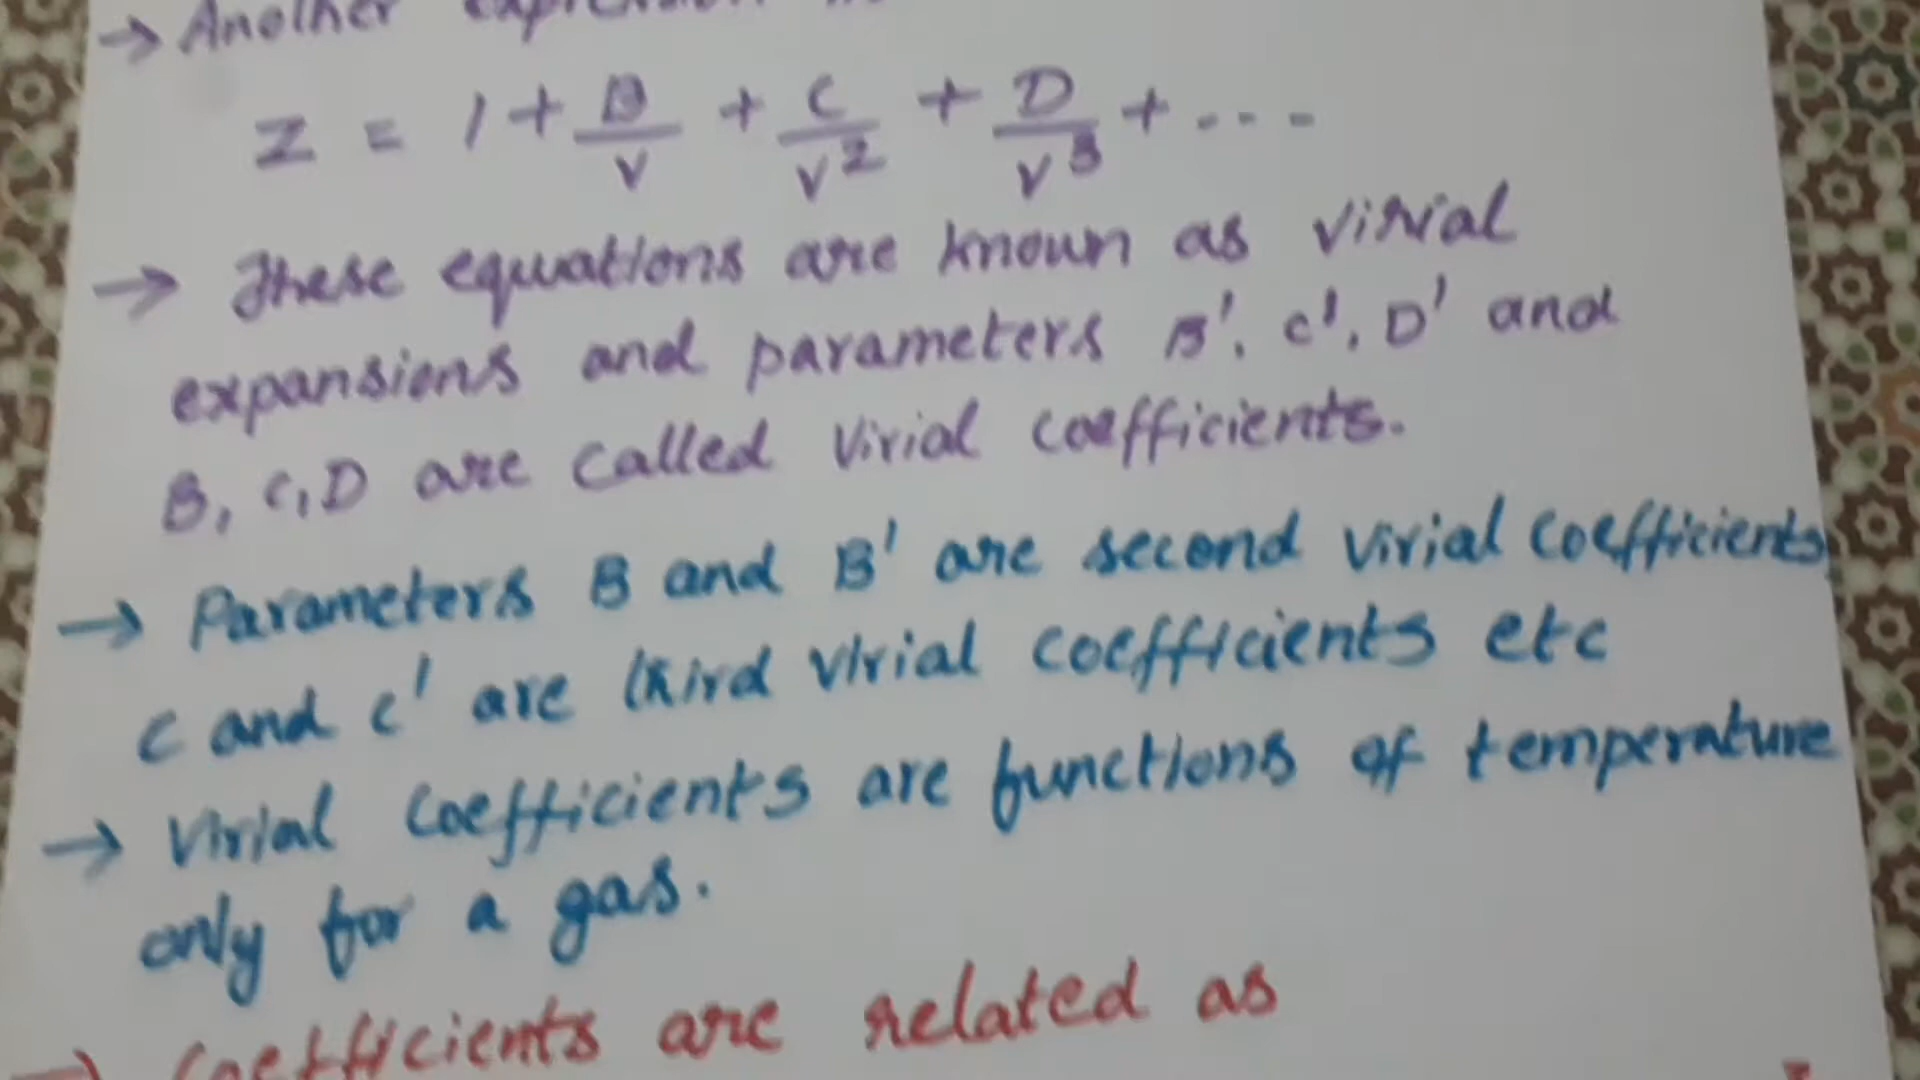 → Another expression
Z = 1 + B/V + C/V² + D/V³ + ---
→ These equations are known as virial
expansions and parameters B', C', D' and
B, C, D are called virial coefficients.
→ Parameters B and B' are second virial coefficients,
C and C' are third virial coefficients etc
→ Virial coefficients are functions of temperature
only for a gas.
→ Coefficients are related as